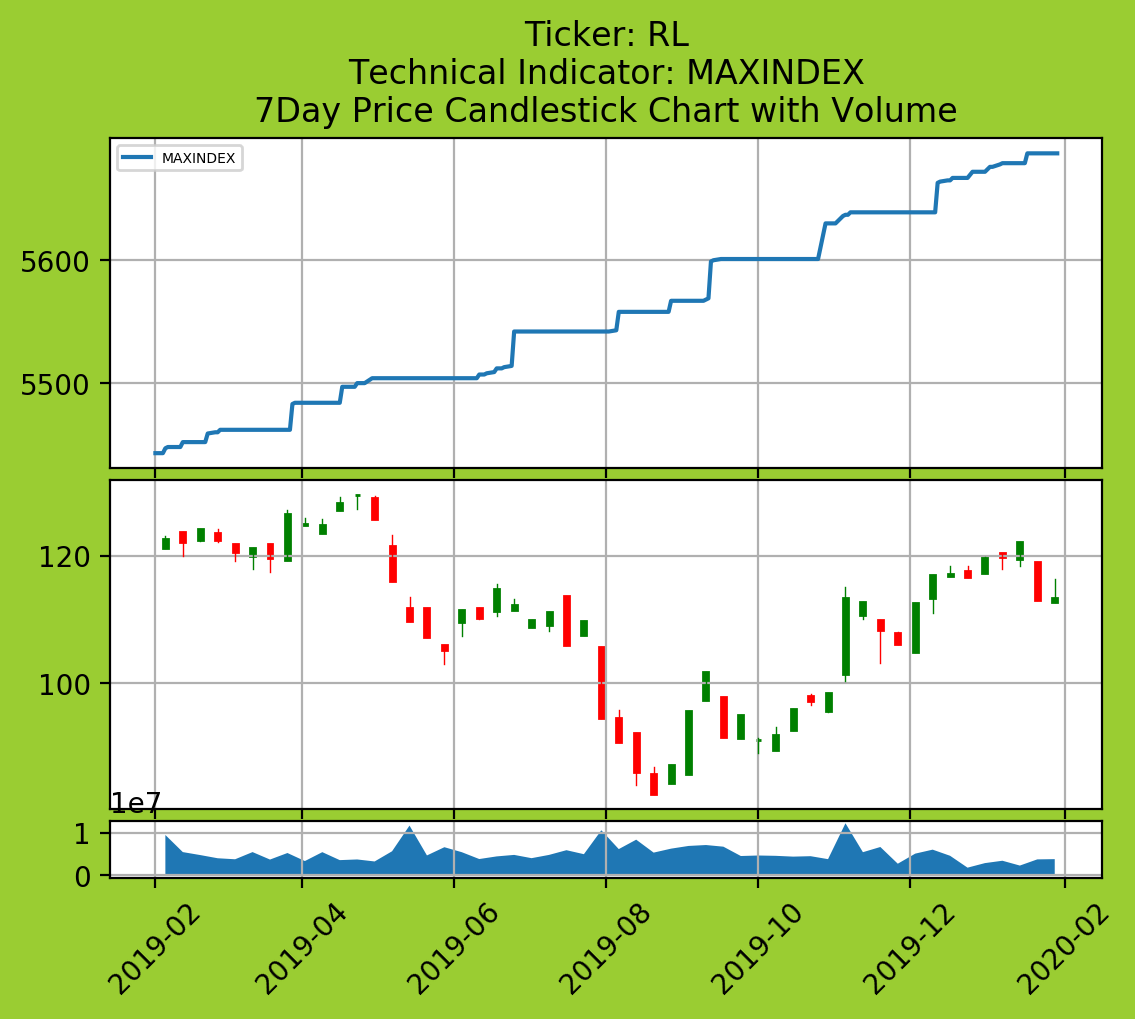 Ticker: RL
Technical Indicator: MAXINDEX
7Day Price Candlestick Chart with Volume
MAXINDEX
5600
5500
120
100
1e7
1
0
2019-02
2019-04
2019-06
2019-08
2019-10
2019-12
2020-02